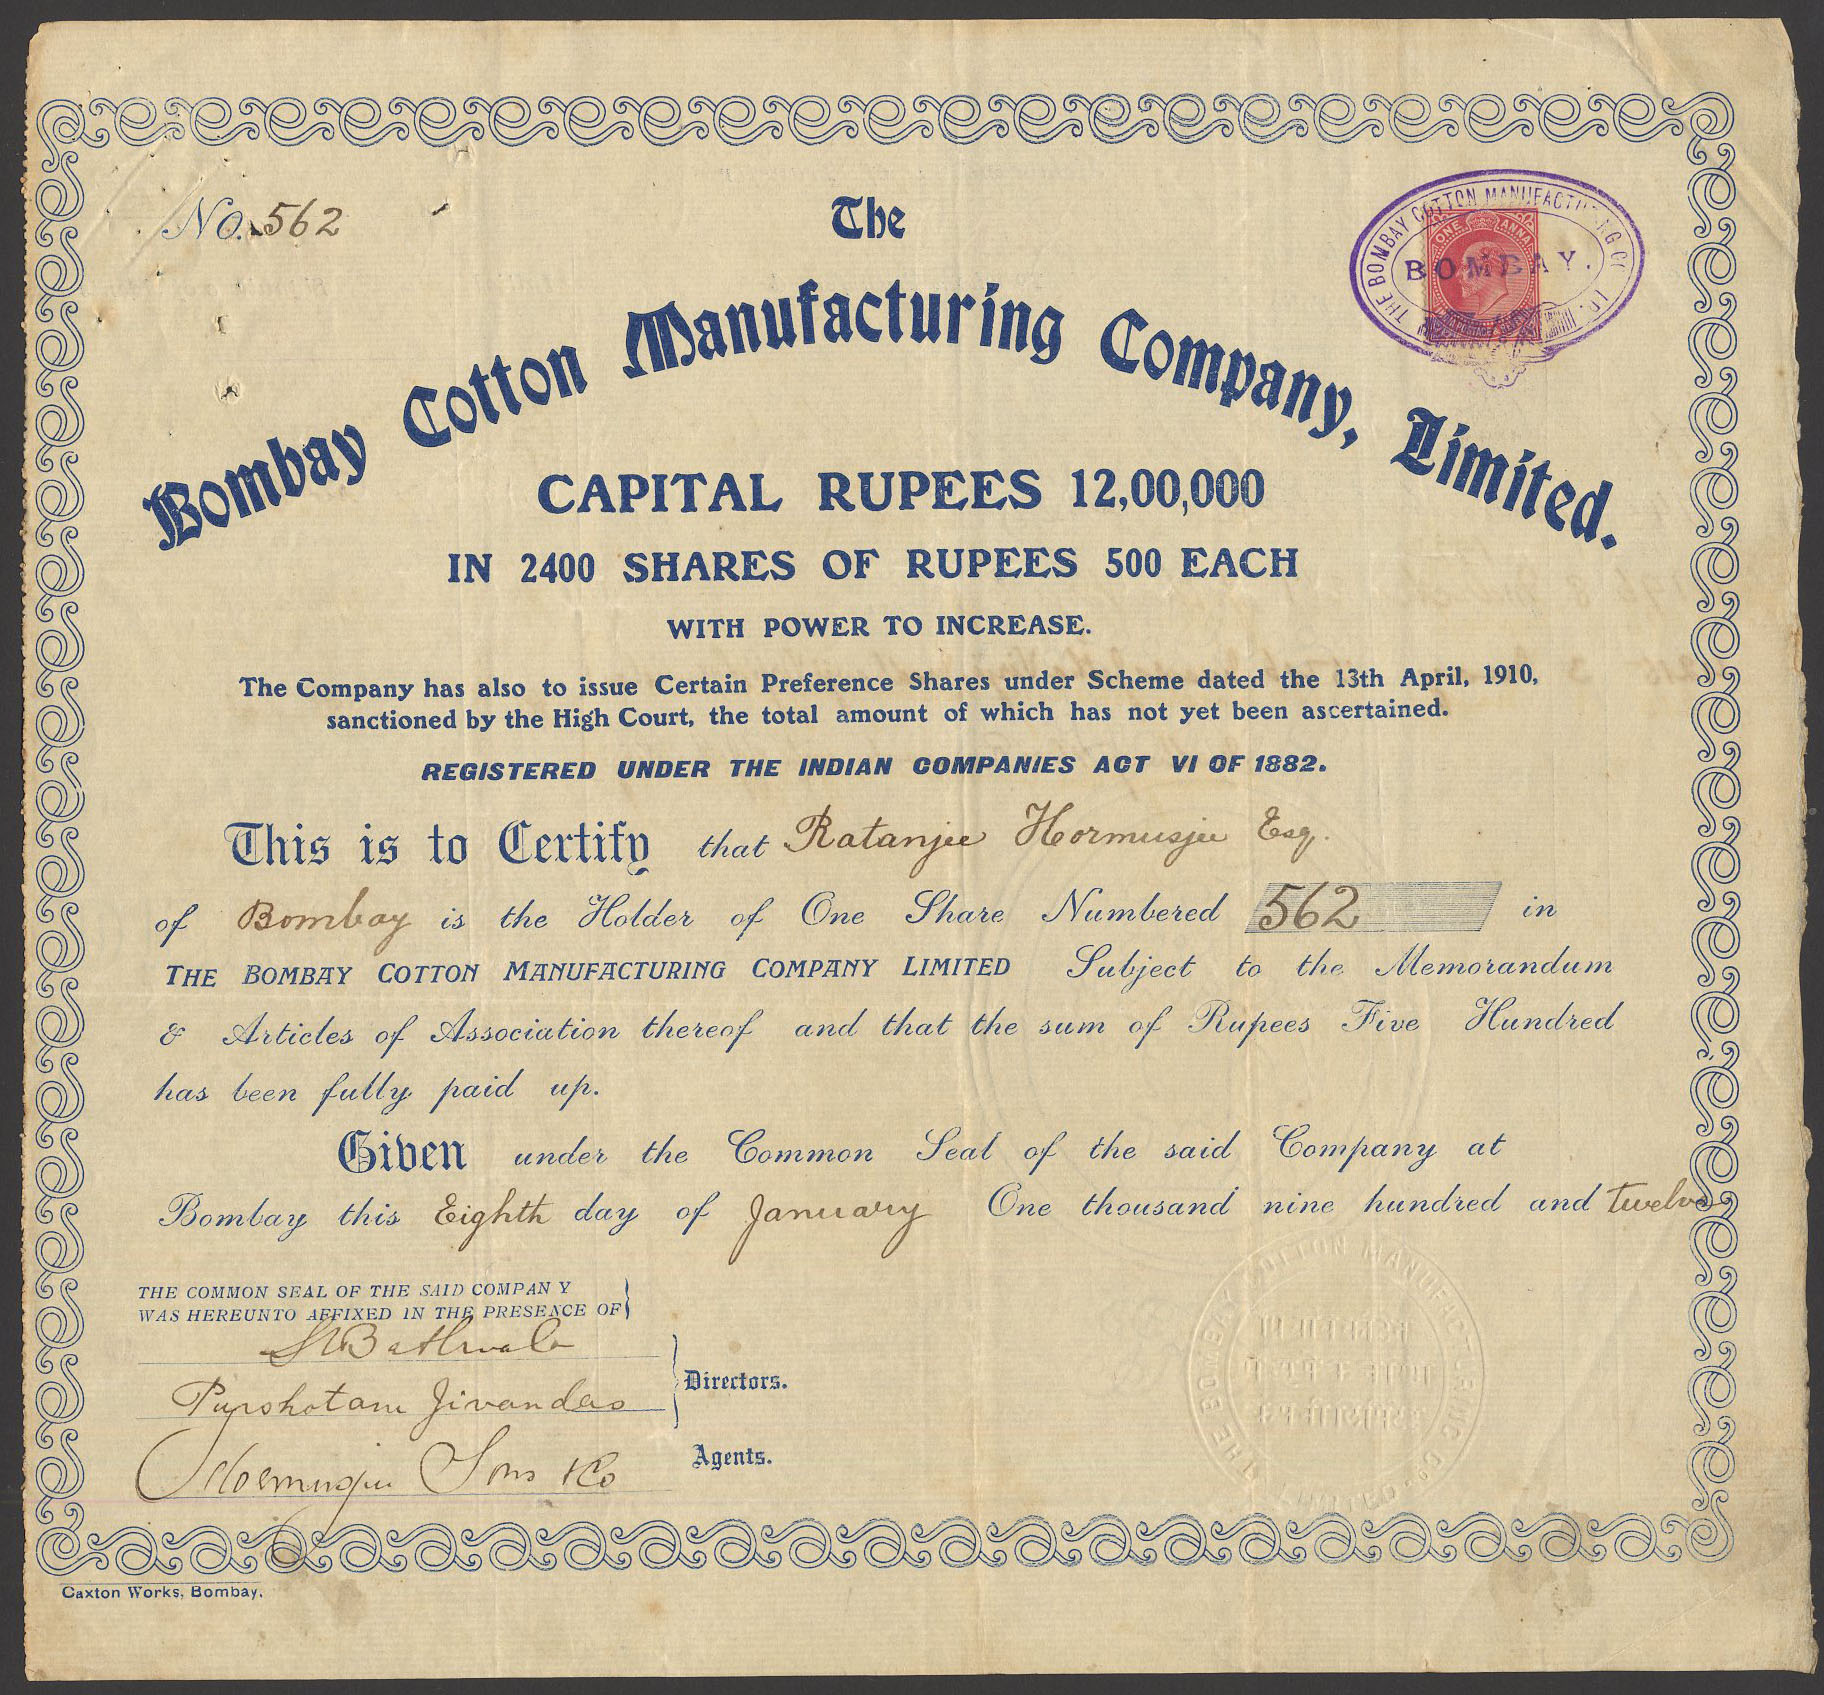 No. 562
The
THE BOMBAY COTTON MANUFACTURING Co LD.
ONE ANNA
BOMBAY.
Bombay Cotton Manufacturing Company, Limited.
CAPITAL RUPEES 12,00,000
IN 2400 SHARES OF RUPEES 500 EACH
WITH POWER TO INCREASE.
The Company has also to issue Certain Preference Shares under Scheme dated the 13th April, 1910,
sanctioned by the High Court, the total amount of which has not yet been ascertained.
REGISTERED UNDER THE INDIAN COMPANIES ACT VI OF 1882.
This is to Certify that Ratanjee Hormusjee Esq.
of Bombay is the Holder of One Share Numbered 562 in
THE BOMBAY COTTON MANUFACTURING COMPANY LIMITED Subject to the Memorandum
& Articles of Association thereof and that the sum of Rupees Five Hundred
has been fully paid up.
Given under the Common Seal of the said Company at
Bombay this Eighth day of January One thousand nine hundred and twelve
THE COMMON SEAL OF THE SAID COMPANY
WAS HEREUNTO AFFIXED IN THE PRESENCE OF
Purshotam Jivandas
Directors.
Hormusjee Sons & Co
Agents.
THE BOMBAY COTTON MANUFACTURING Co. LIMITED
Caxton Works, Bombay.